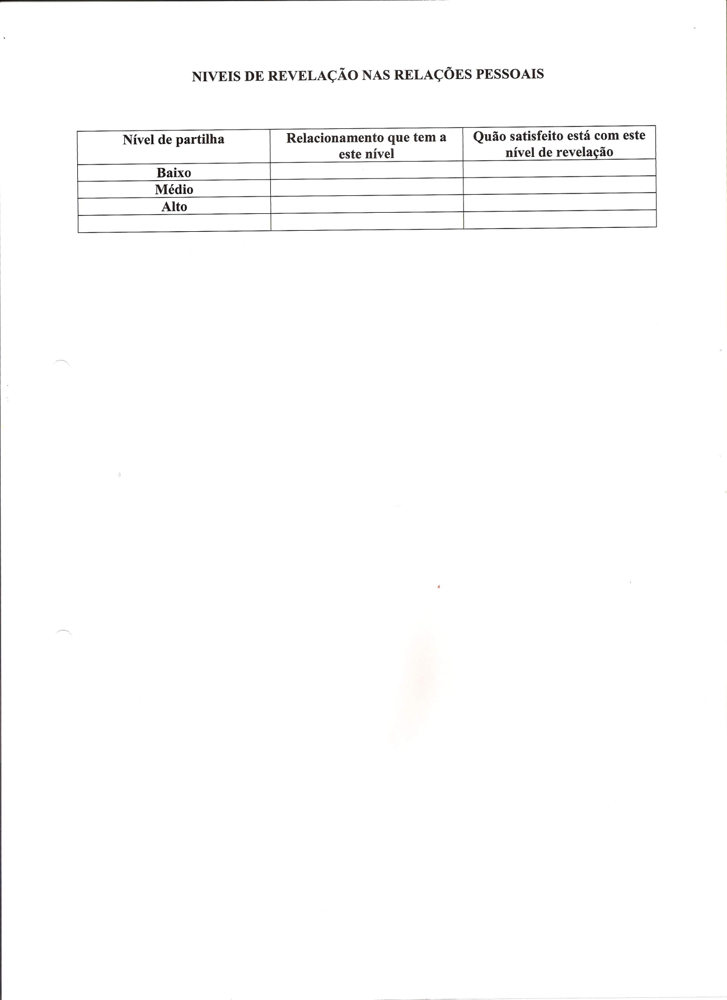 NIVEIS DE REVELAÇÃO NAS RELAÇÕES PESSOAIS
Nível de partilha
Relacionamento que tem a
este nível
Quão satisfeito está com este
nível de revelação
Baixo
Médio
Alto